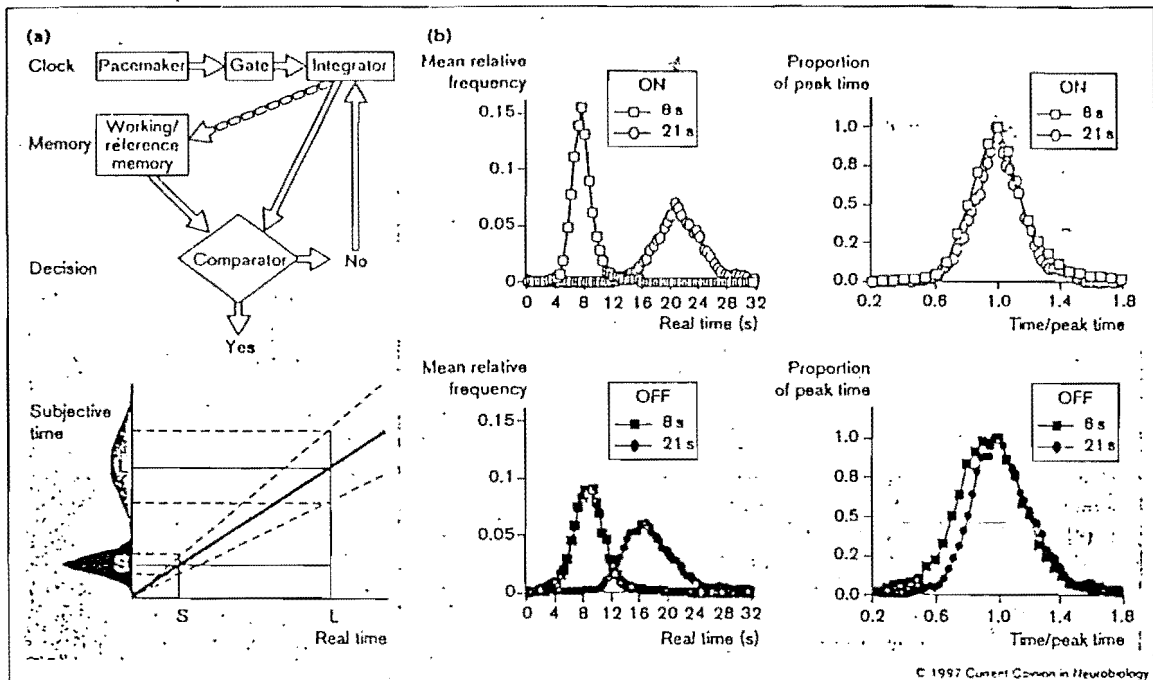 (a)
Clock
Pacemaker
Gate
Integrator
Memory
Working/
reference
memory
Decision
Comparator
No
Yes
Subjective
time
L
S
S
L
Real time
(b)
Mean relative
frequency
ON
8 s
21 s
0.15
0.1
0.05
0
0 4 8 12 16 20 24 28 32
Real time (s)
Proportion
of peak time
ON
8 s
21 s
1.0
0.8
0.5
0.2
0.0
0.2 0.6 1.0 1.4 1.8
Time/peak time
Mean relative
frequency
OFF
8 s
21 s
0.15
0.1
0.05
0
0 4 8 12 16 20 24 28 32
Real time (s)
Proportion
of peak time
OFF
8 s
21 s
1.0
0.8
0.5
0.2
0.0
0.2 0.6 1.0 1.4 1.8
Time/peak time
© 1997 Current Opinion in Neurobiology